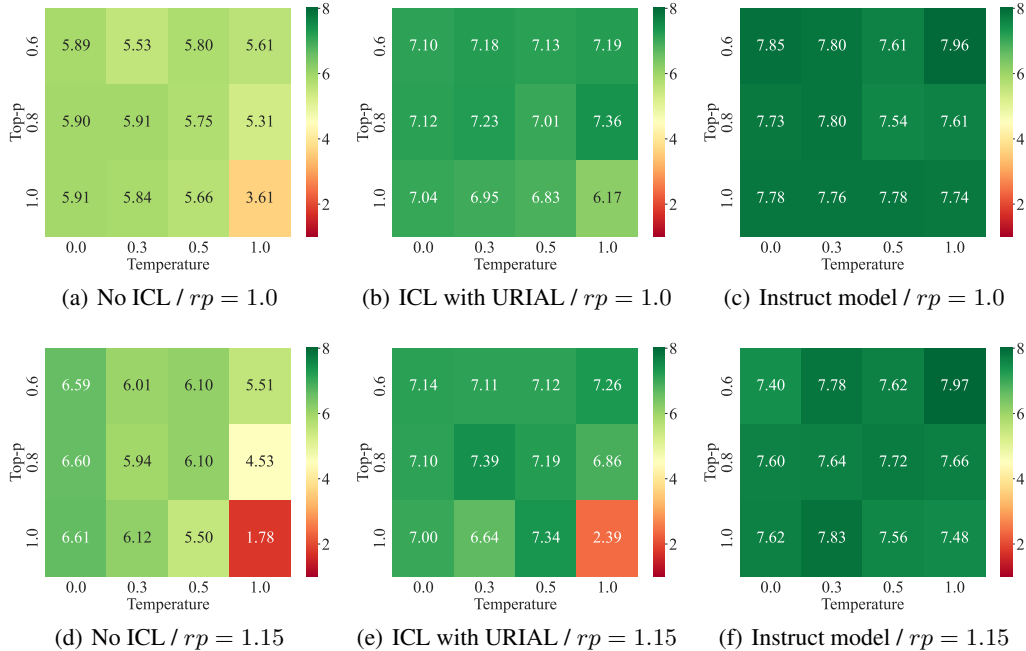 0.6 5.89 5.53 5.80 5.61
Top-p
0.8 5.90 5.91 5.75 5.31
1.0 5.91 5.84 5.66 3.61
0.0 0.3 0.5 1.0
Temperature
8
6
4
2
(a) No ICL / rp = 1.0
0.6 7.10 7.18 7.13 7.19
Top-p
0.8 7.12 7.23 7.01 7.36
1.0 7.04 6.95 6.83 6.17
0.0 0.3 0.5 1.0
Temperature
8
6
4
2
(b) ICL with URIAL / rp = 1.0
0.6 7.85 7.80 7.61 7.96
Top-p
0.8 7.73 7.80 7.54 7.61
1.0 7.78 7.76 7.78 7.74
0.0 0.3 0.5 1.0
Temperature
8
6
4
2
(c) Instruct model / rp = 1.0
0.6 6.59 6.01 6.10 5.51
Top-p
0.8 6.60 5.94 6.10 4.53
1.0 6.61 6.12 5.50 1.78
0.0 0.3 0.5 1.0
Temperature
8
6
4
2
(d) No ICL / rp = 1.15
0.6 7.14 7.11 7.12 7.26
Top-p
0.8 7.10 7.39 7.19 6.86
1.0 7.00 6.64 7.34 2.39
0.0 0.3 0.5 1.0
Temperature
8
6
4
2
(e) ICL with URIAL / rp = 1.15
0.6 7.40 7.78 7.62 7.97
Top-p
0.8 7.60 7.64 7.72 7.66
1.0 7.62 7.83 7.56 7.48
0.0 0.3 0.5 1.0
Temperature
8
6
4
2
(f) Instruct model / rp = 1.15